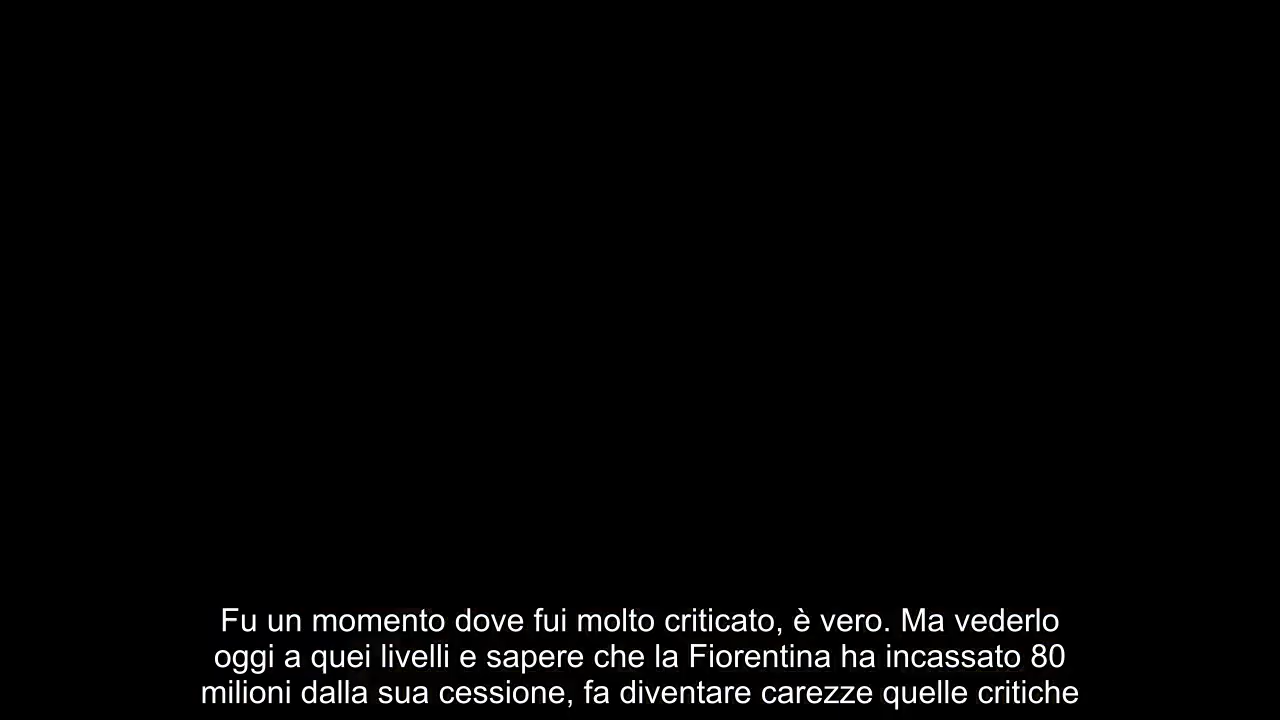 Fu un momento dove fui molto criticato, è vero. Ma vederlo
oggi a quei livelli e sapere che la Fiorentina ha incassato 80
milioni dalla sua cessione, fa diventare carezze quelle critiche